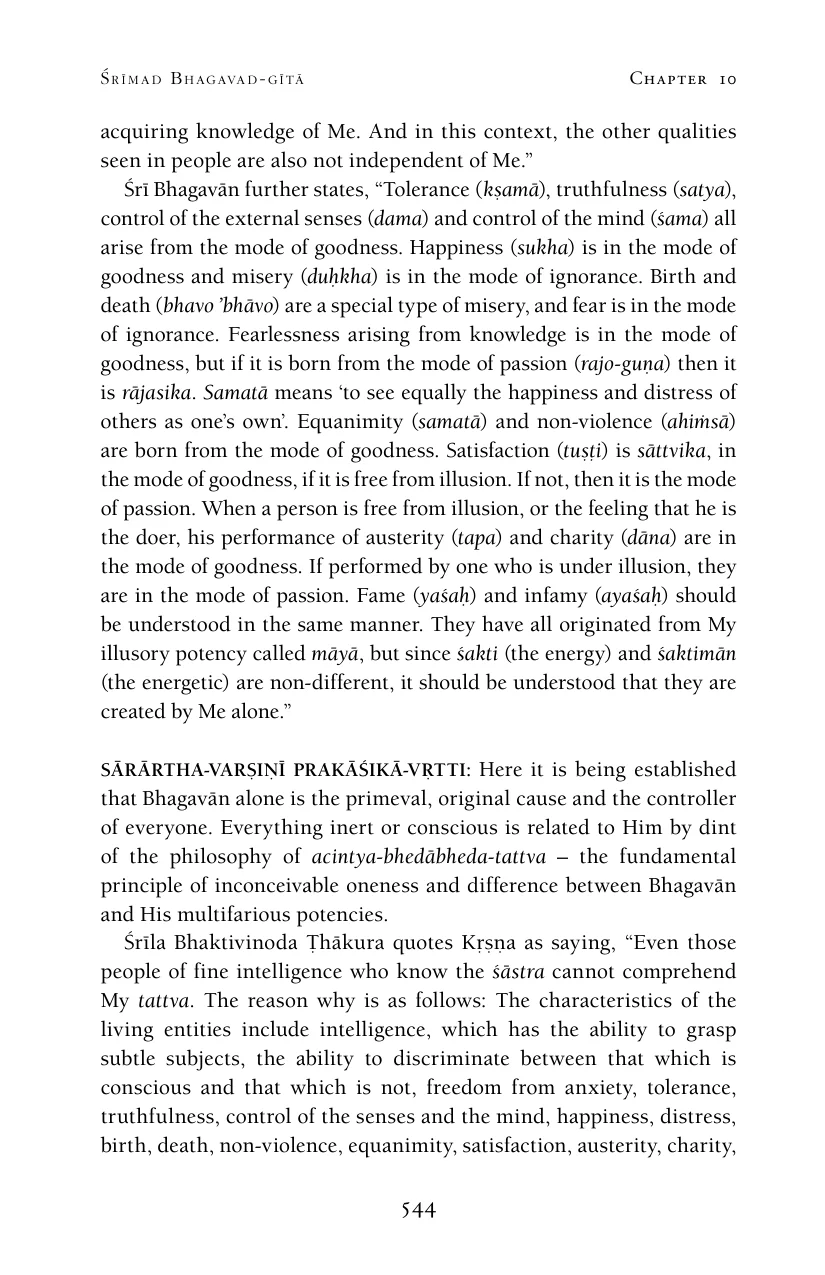 Śrīmad Bhagavad-gītā Chapter 10
acquiring knowledge of Me. And in this context, the other qualities
seen in people are also not independent of Me.”
Śrī Bhagavān further states, “Tolerance (kṣamā), truthfulness (satya),
control of the external senses (dama) and control of the mind (śama) all
arise from the mode of goodness. Happiness (sukha) is in the mode of
goodness and misery (duḥkha) is in the mode of ignorance. Birth and
death (bhavo ’bhāvo) are a special type of misery, and fear is in the mode
of ignorance. Fearlessness arising from knowledge is in the mode of
goodness, but if it is born from the mode of passion (rajo-guṇa) then it
is rājasika. Samatā means ‘to see equally the happiness and distress of
others as one’s own’. Equanimity (samatā) and non-violence (ahiṁsā)
are born from the mode of goodness. Satisfaction (tuṣṭi) is sāttvika, in
the mode of goodness, if it is free from illusion. If not, then it is the mode
of passion. When a person is free from illusion, or the feeling that he is
the doer, his performance of austerity (tapa) and charity (dāna) are in
the mode of goodness. If performed by one who is under illusion, they
are in the mode of passion. Fame (yaśaḥ) and infamy (ayaśaḥ) should
be understood in the same manner. They have all originated from My
illusory potency called māyā, but since śakti (the energy) and śaktimān
(the energetic) are non-different, it should be understood that they are
created by Me alone.”
SĀRĀRTHA-VARṢIṆĪ PRAKĀŚIKĀ-VṚTTI: Here it is being established
that Bhagavān alone is the primeval, original cause and the controller
of everyone. Everything inert or conscious is related to Him by dint
of the philosophy of acintya-bhedābheda-tattva – the fundamental
principle of inconceivable oneness and difference between Bhagavān
and His multifarious potencies.
Śrīla Bhaktivinoda Ṭhākura quotes Kṛṣṇa as saying, “Even those
people of fine intelligence who know the śāstra cannot comprehend
My tattva. The reason why is as follows: The characteristics of the
living entities include intelligence, which has the ability to grasp
subtle subjects, the ability to discriminate between that which is
conscious and that which is not, freedom from anxiety, tolerance,
truthfulness, control of the senses and the mind, happiness, distress,
birth, death, non-violence, equanimity, satisfaction, austerity, charity,
544